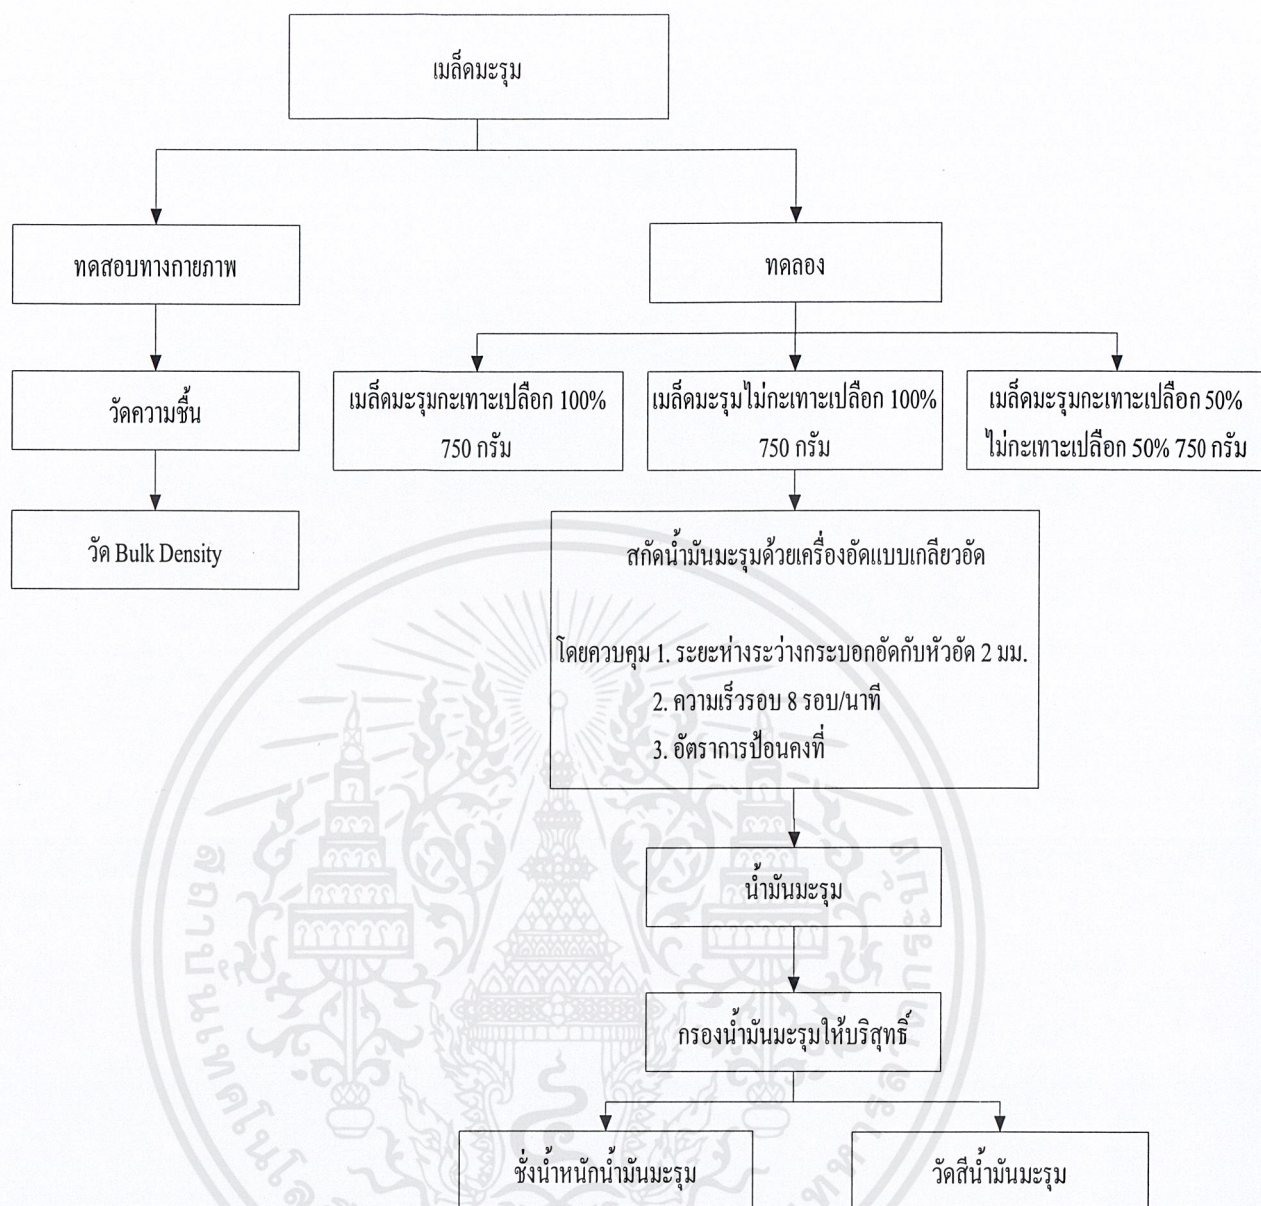 เมล็ดมะรุม
ทดสอบทางกายภาพ
ทดลอง
วัดความชื้น
เมล็ดมะรุมกะเทาะเปลือก 100%
750 กรัม
เมล็ดมะรุมไม่กะเทาะเปลือก 100%
750 กรัม
เมล็ดมะรุมกะเทาะเปลือก 50%
ไม่กะเทาะเปลือก 50% 750 กรัม
วัด Bulk Density
สกัดน้ำมันมะรุมด้วยเครื่องอัดแบบเกลียวอัด
โดยควบคุม 1. ระยะห่างระหว่างกระบอกอัดกับหัวอัด 2 มม.
2. ความเร็วรอบ 8 รอบ/นาที
3. อัตราการป้อนคงที่
น้ำมันมะรุม
กรองน้ำมันมะรุมให้บริสุทธิ์
ชั่งน้ำหนักน้ำมันมะรุม
วัดสีน้ำมันมะรุม